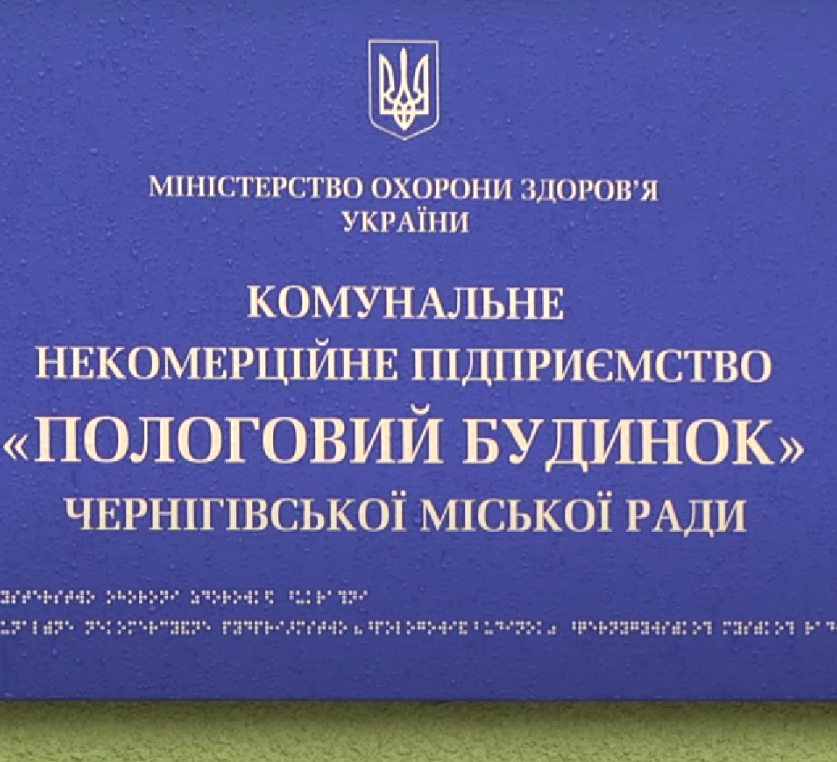 МІНІСТЕРСТВО ОХОРОНИ ЗДОРОВ’Я
УКРАЇНИ
КОМУНАЛЬНЕ
НЕКОМЕРЦІЙНЕ ПІДПРИЄМСТВО
«ПОЛОГОВИЙ БУДИНОК»
ЧЕРНІГІВСЬКОЇ МІСЬКОЇ РАДИ